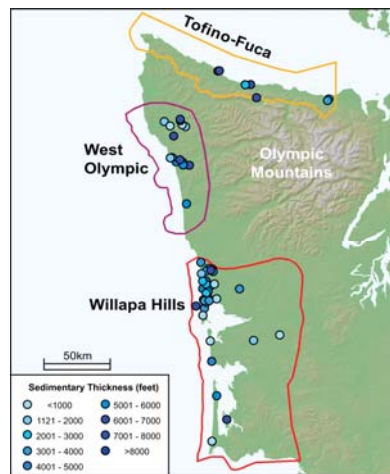 Tofino-Fuca
West
Olympic
Olympic
Mountains
Willapa Hills
50km
Sedimentary Thickness (feet)
<1000
1121 - 2000
2001 - 3000
3001 - 4000
4001 - 5000
5001 - 6000
6001 - 7000
7001 - 8000
>8000